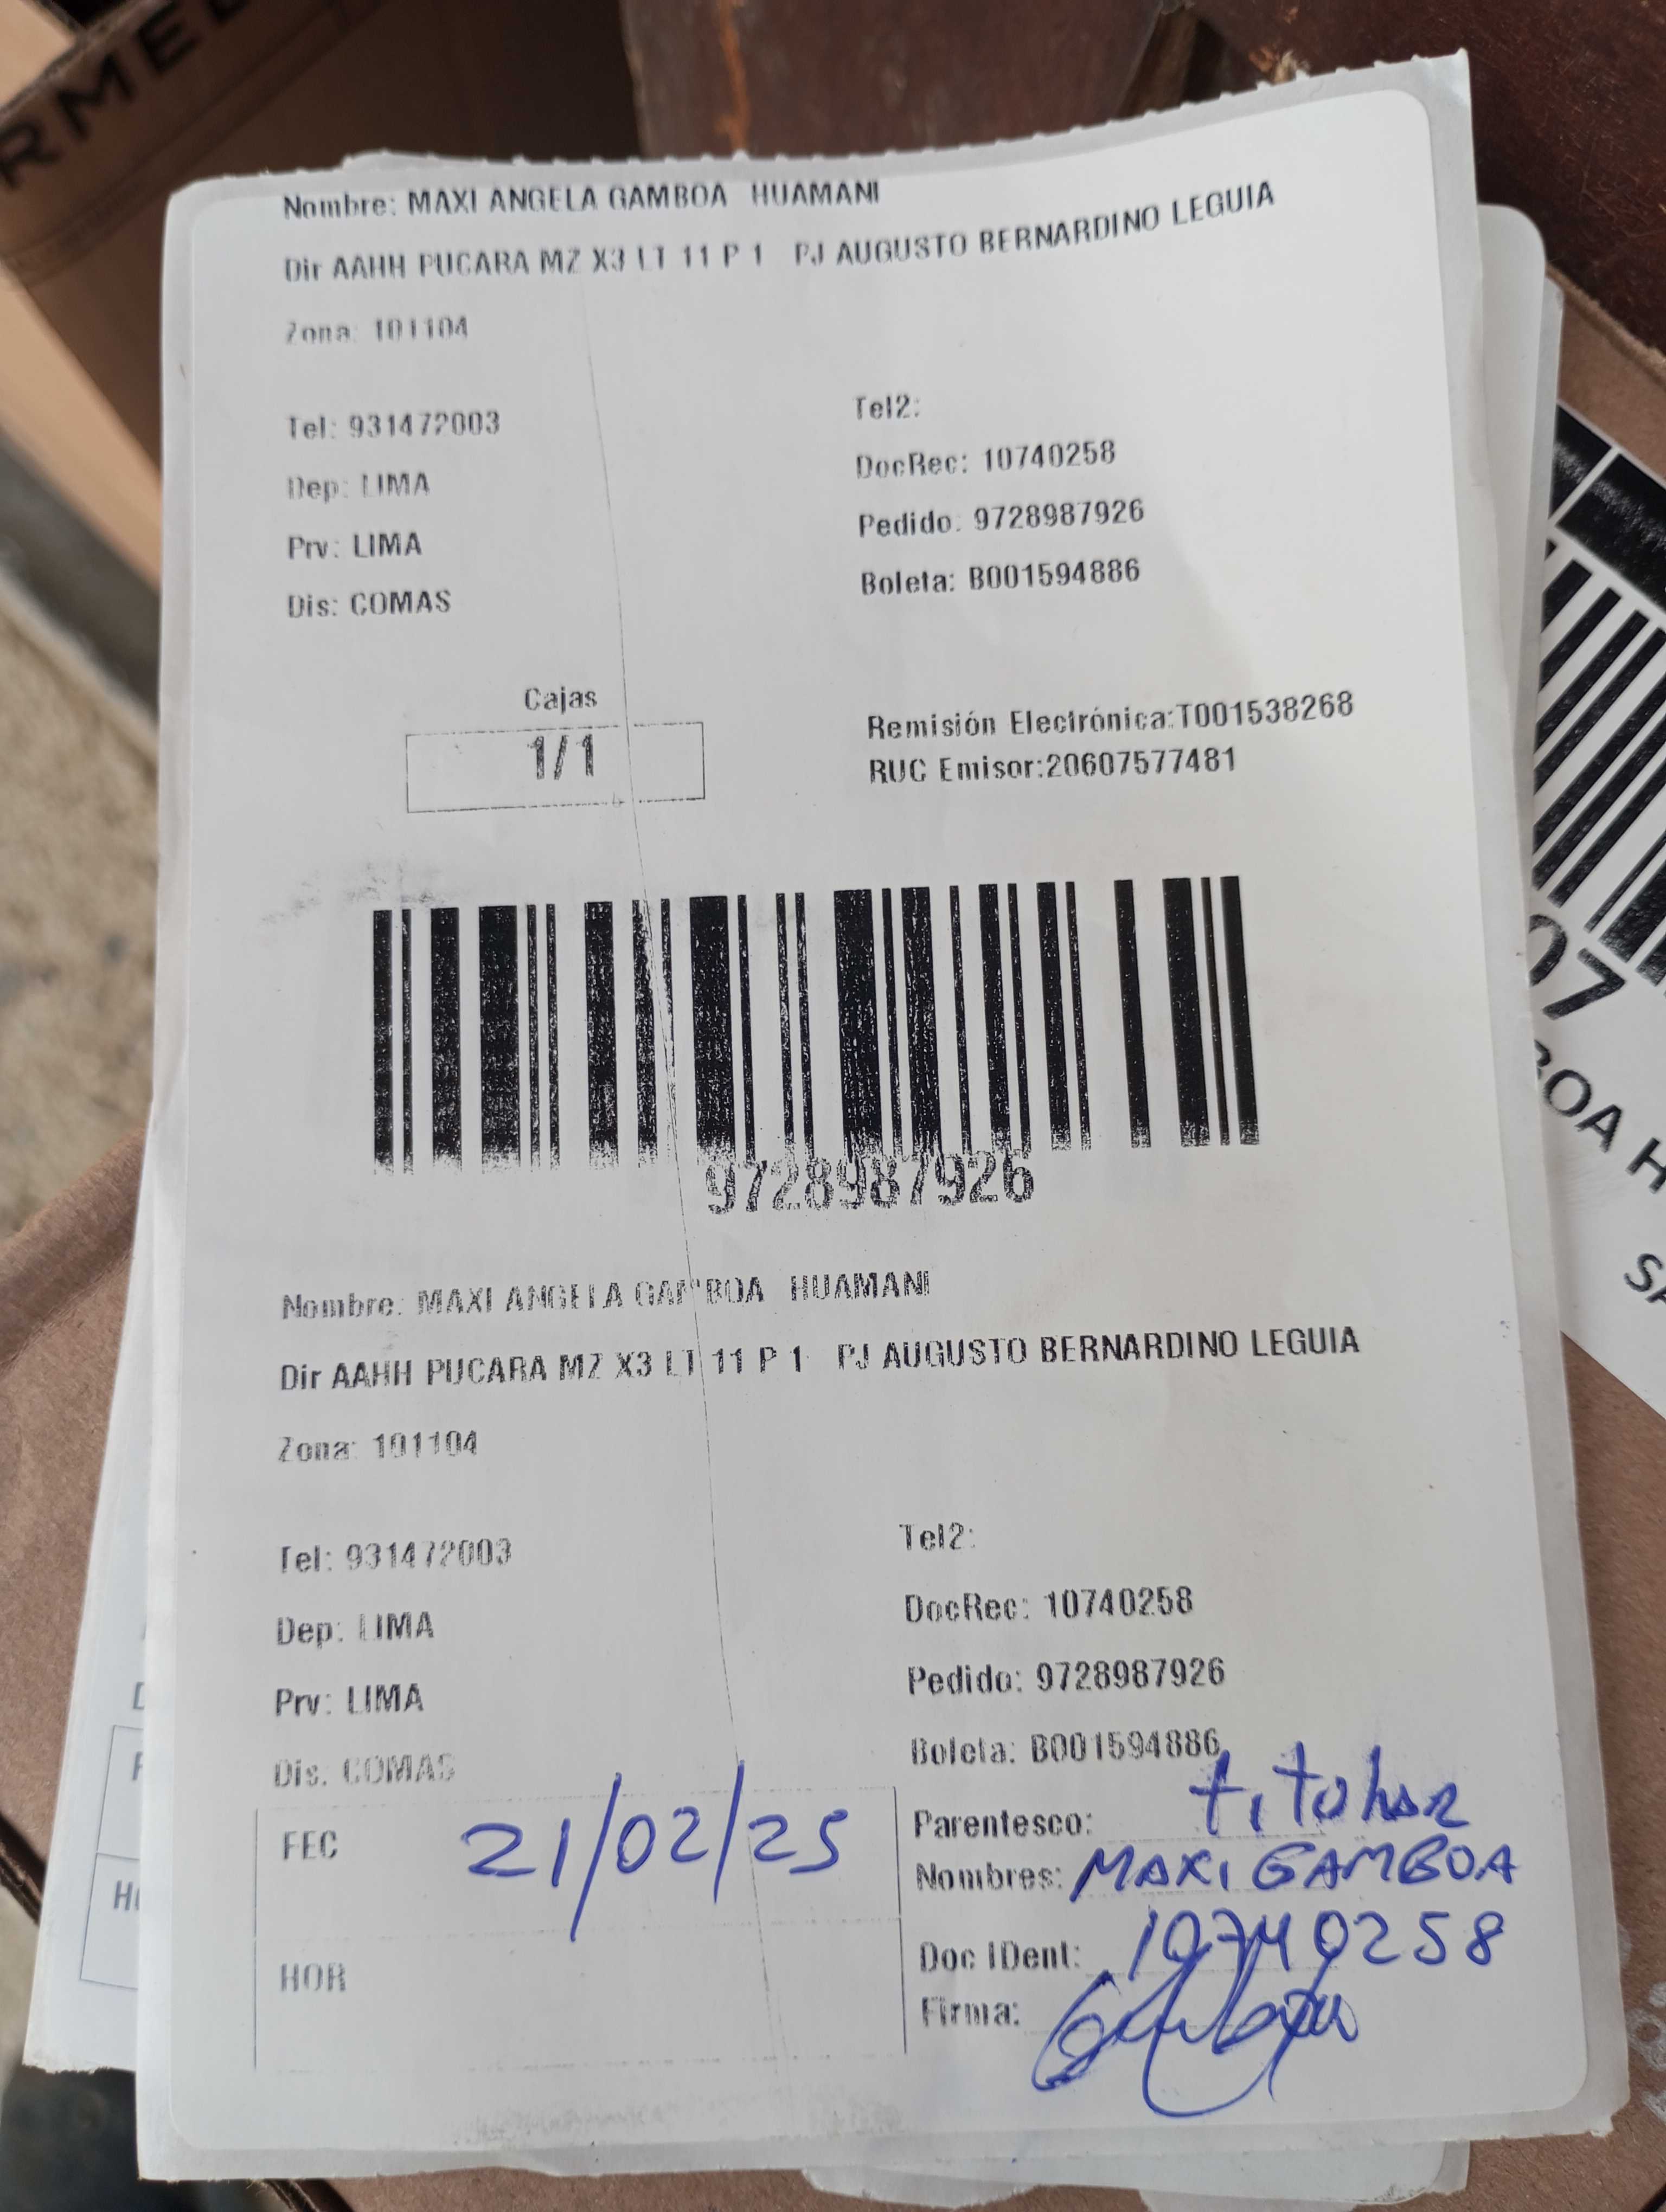 RMEL
Nombre: MAXI ANGELA GAMBOA HUAMANI
Dir AAHH PUCARA MZ X3 LT 11 P 1 PJ AUGUSTO BERNARDINO LEGUIA
Zona: 101104
Tel: 931472003
Tel2:
Dep: LIMA
DocRec: 10740258
Prv: LIMA
Pedido: 9728987926
Dis: COMAS
Boleta: B001594886
Cajas
1/1
Remisión Electrónica:T001538268
RUC Emisor:20607577481
9728987926
Nombre: MAXI ANGELA GAMBOA HUAMANI
Dir AAHH PUCARA MZ X3 LT 11 P 1 PJ AUGUSTO BERNARDINO LEGUIA
Zona: 101104
Tel: 931472003
Tel2:
Dep: LIMA
DocRec: 10740258
Prv: LIMA
Pedido: 9728987926
Dis. COMAS
Boleta: B001594886
FEC 21/02/25
Parentesco: titular
Nombres: MAXI GAMBOA
HOR
Doc IDent: 10740258
Firma:
07
BOA H